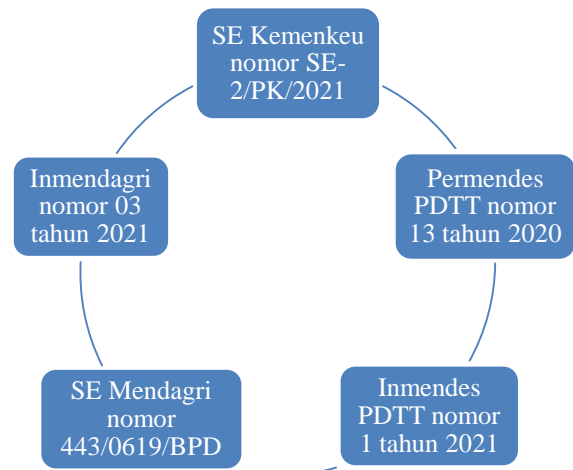 SE Kemenkeu
nomor SE-
2/PK/2021
Permendes
PDTT nomor
13 tahun 2020
Inmendes
PDTT nomor
1 tahun 2021
SE Mendagri
nomor
443/0619/BPD
Inmendagri
nomor 03
tahun 2021